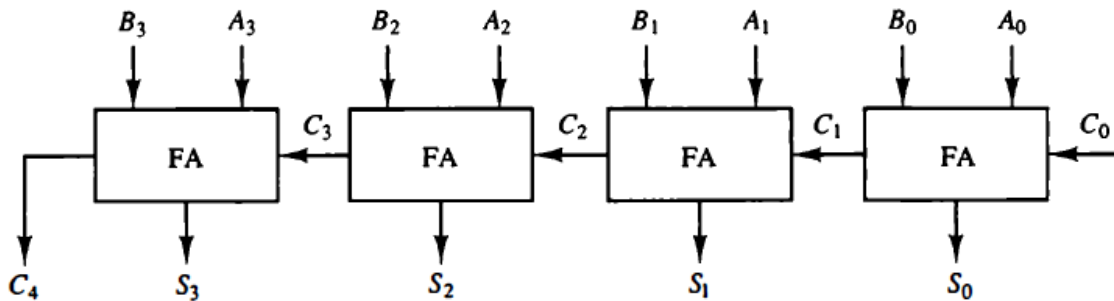 B₃ A₃ B₂ A₂ B₁ A₁ B₀ A₀
C₃ C₂ C₁ C₀
FA FA FA FA
C₄ S₃ S₂ S₁ S₀